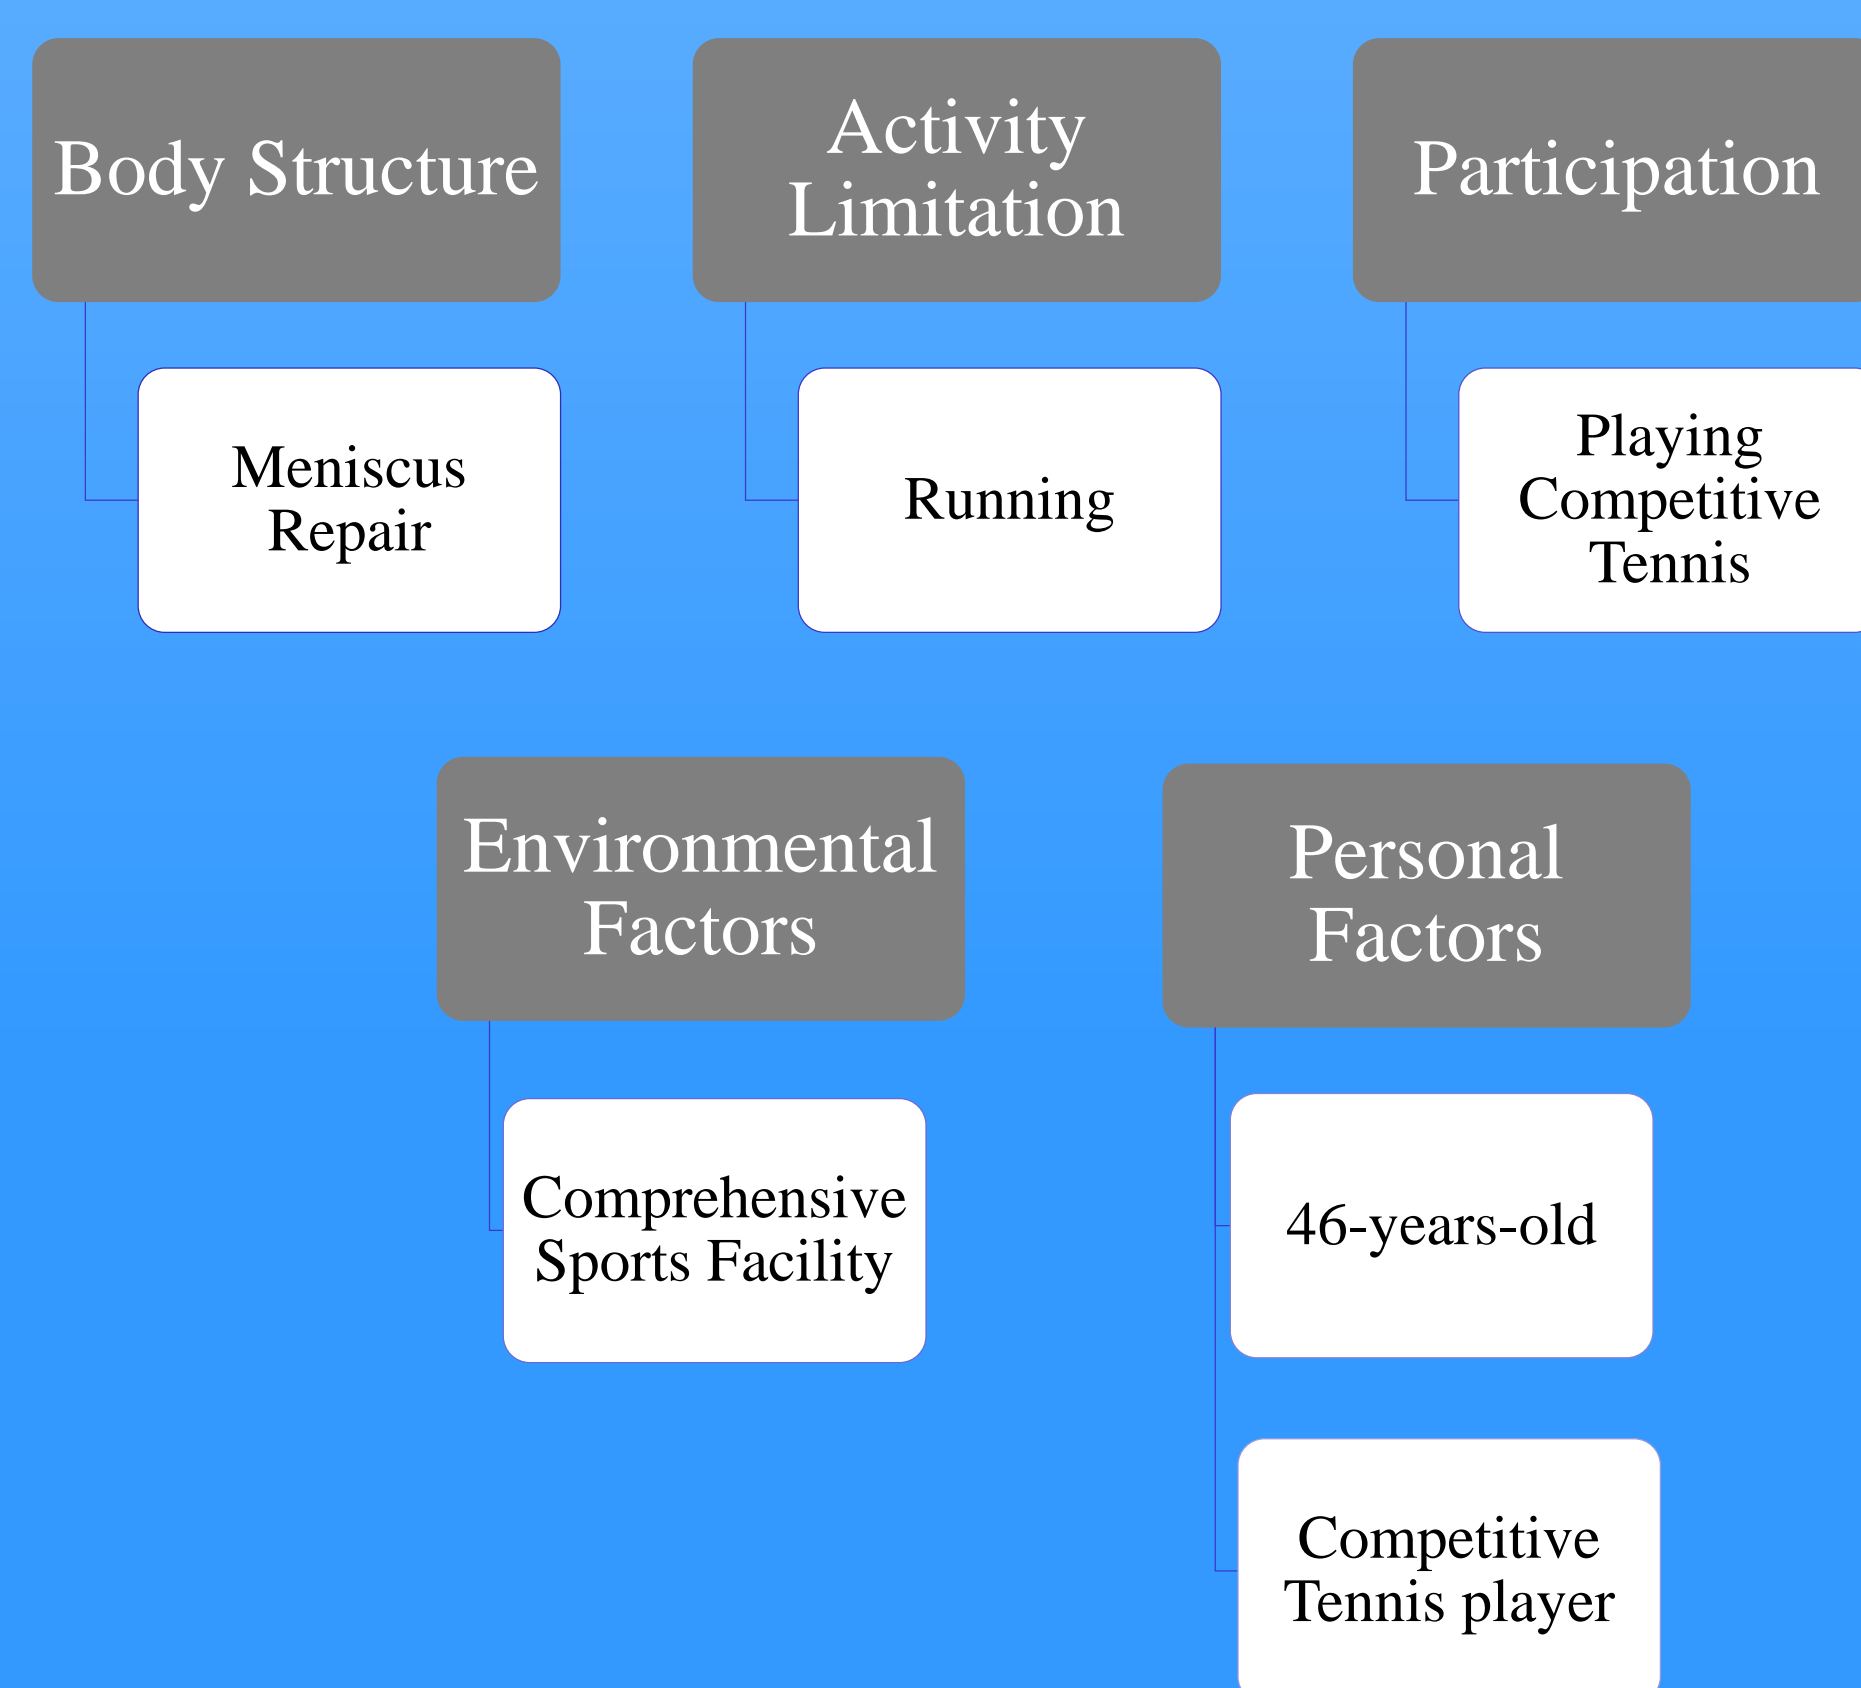 Body Structure
Activity
Limitation
Participation
Meniscus
Repair
Running
Playing
Competitive
Tennis
Environmental
Factors
Personal
Factors
Comprehensive
Sports Facility
46-years-old
Competitive
Tennis player